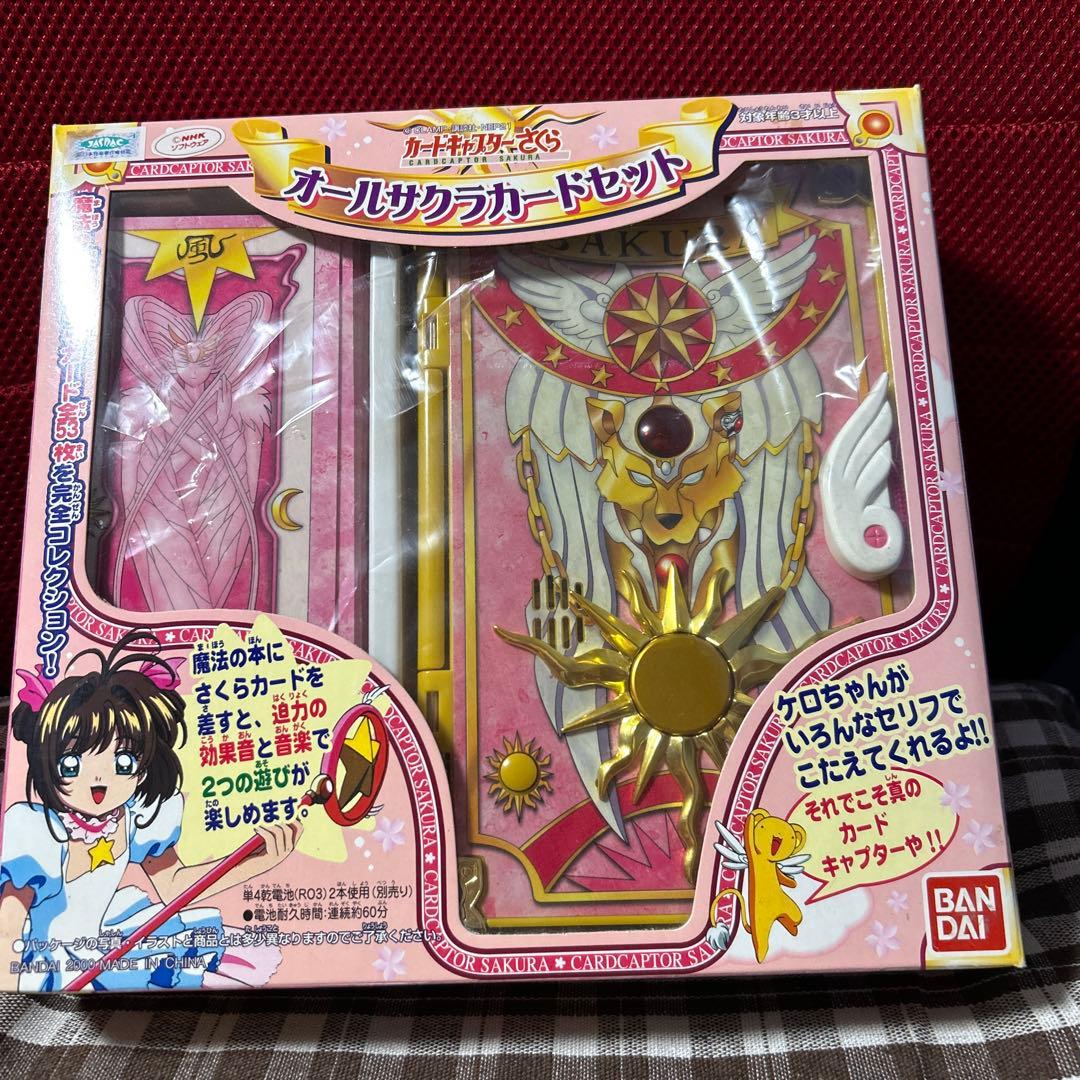 JASRAC
©NHK
ソフトウェア
©CLAMP・講談社・NEP21
カードキャプターさくら
CARDCAPTOR SAKURA
対象年齢3才以上
オールサクラカードセット
CARDCAPTOR SAKURA
風
SAKURA
カード全53枚を完全コレクション!
魔法の本に
さくらカードを
差すと、迫力の
効果音と音楽で
2つの遊びが
楽しめます。
ケロちゃんが
いろんなセリフで
こたえてくれるよ!!
それでこそ真の
カード
キャプターや!!
単4乾電池(R03)2本使用(別売り)
●電池耐久時間:連続約60分
○パッケージの写真・イラストと商品とは多少異なりますのでご了承ください。
BANDAI 2000 MADE IN CHINA
BAN
DAI
CARDCAPTOR SAKURA ★ CARDCAPTOR SAKURA